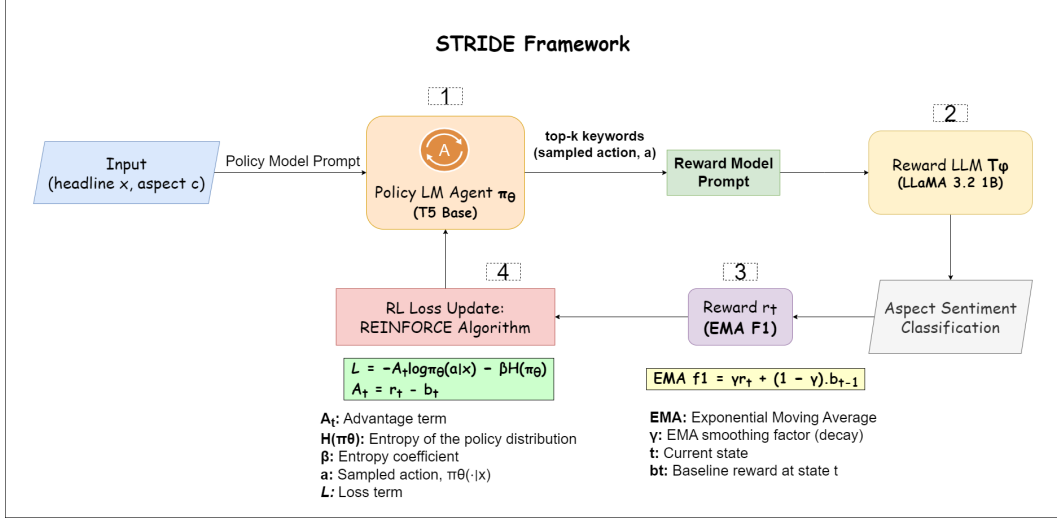 STRIDE Framework
1
2
Input
(headline x, aspect c)
Policy Model Prompt
A
Policy LM Agent πθ
(T5 Base)
top-k keywords
(sampled action, a)
Reward Model
Prompt
Reward LLM Tφ
(LLaMA 3.2 1B)
4
3
RL Loss Update:
REINFORCE Algorithm
Reward rt
(EMA F1)
Aspect Sentiment
Classification
L = -Atlogπθ(a|x) - βH(πθ)
At = rt - bt
EMA f1 = γrt + (1 - γ).bt-1
At: Advantage term
H(πθ): Entropy of the policy distribution
β: Entropy coefficient
a: Sampled action, πθ(·|x)
L: Loss term
EMA: Exponential Moving Average
γ: EMA smoothing factor (decay)
t: Current state
bt: Baseline reward at state t